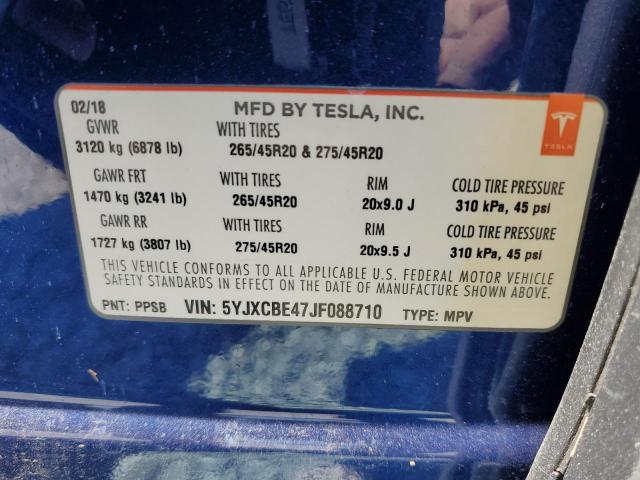 02/18 MFD BY TESLA, INC.
GVWR WITH TIRES
3120 kg (6878 lb) 265/45R20 & 275/45R20
TESLA
GAWR FRT WITH TIRES RIM COLD TIRE PRESSURE
1470 kg (3241 lb) 265/45R20 20x9.0 J 310 kPa, 45 psi
GAWR RR WITH TIRES RIM COLD TIRE PRESSURE
1727 kg (3807 lb) 275/45R20 20x9.5 J 310 kPa, 45 psi
THIS VEHICLE CONFORMS TO ALL APPLICABLE U.S. FEDERAL MOTOR VEHICLE
SAFETY STANDARDS IN EFFECT ON THE DATE OF MANUFACTURE SHOWN ABOVE.
PNT: PPSB VIN: 5YJXCBE47JF088710 TYPE: MPV